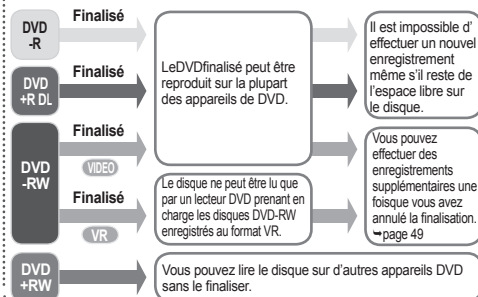 DVD
-R
Finalisé
DVD
+R DL
Finalisé
LeDVDfinalisé peut être
reproduit sur la plupart
des appareils de DVD.
Il est impossible d'
effectuer un nouvel
enregistrement
même s'il reste de
l'espace libre sur
le disque.
DVD
-RW
Finalisé
VIDEO
Finalisé
VR
Le disque ne peut être lu que
par un lecteur DVD prenant en
charge les disques DVD-RW
enregistrés au format VR.
Vous pouvez
effectuer des
enregistrements
supplémentaires une
foisque vous avez
annulé la finalisation.
➥page 49
DVD
+RW
Vous pouvez lire le disque sur d'autres appareils DVD
sans le finaliser.